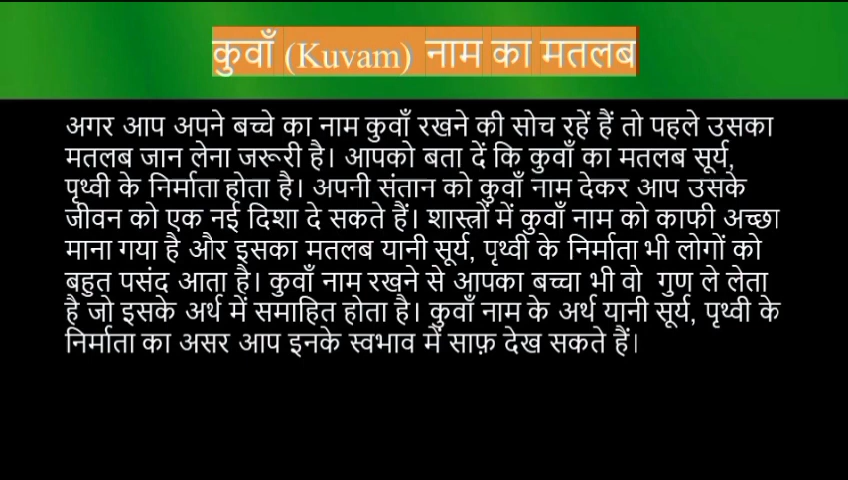 कुवाँ (Kuvam) नाम का मतलब
अगर आप अपने बच्चे का नाम कुवाँ रखने की सोच रहें हैं तो पहले उसका
मतलब जान लेना जरूरी है। आपको बता दें कि कुवाँ का मतलब सूर्य,
पृथ्वी के निर्माता होता है। अपनी संतान को कुवाँ नाम देकर आप उसके
जीवन को एक नई दिशा दे सकते हैं। शास्त्रों में कुवाँ नाम को काफी अच्छा
माना गया है और इसका मतलब यानी सूर्य, पृथ्वी के निर्माता भी लोगों को
बहुत पसंद आता है। कुवाँ नाम रखने से आपका बच्चा भी वो  गुण ले लेता
है जो इसके अर्थ में समाहित होता है। कुवाँ नाम के अर्थ यानी सूर्य, पृथ्वी के
निर्माता का असर आप इनके स्वभाव में साफ़ देख सकते हैं।